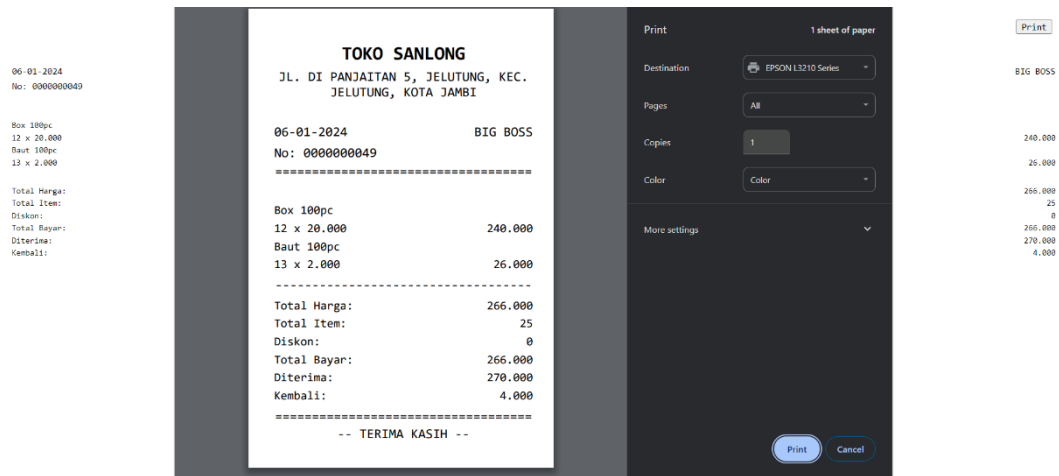 Print
06-01-2024
BIG BOSS
No: 0000000049
Box 100pc
12 x 20.000 240.000
Baut 100pc
13 x 2.000 26.000
Total Harga: 266.000
Total Item: 25
Diskon: 0
Total Bayar: 266.000
Diterima: 270.000
Kembali: 4.000
TOKO SANLONG
JL. DI PANJAITAN 5, JELUTUNG, KEC.
JELUTUNG, KOTA JAMBI
06-01-2024 BIG BOSS
No: 0000000049
===================================
Box 100pc
12 x 20.000 240.000
Baut 100pc
13 x 2.000 26.000
-----------------------------------
Total Harga: 266.000
Total Item: 25
Diskon: 0
Total Bayar: 266.000
Diterima: 270.000
Kembali: 4.000
===================================
-- TERIMA KASIH --
Print 1 sheet of paper
Destination EPSON L3210 Series
Pages All
Copies 1
Color Color
More settings
Print Cancel